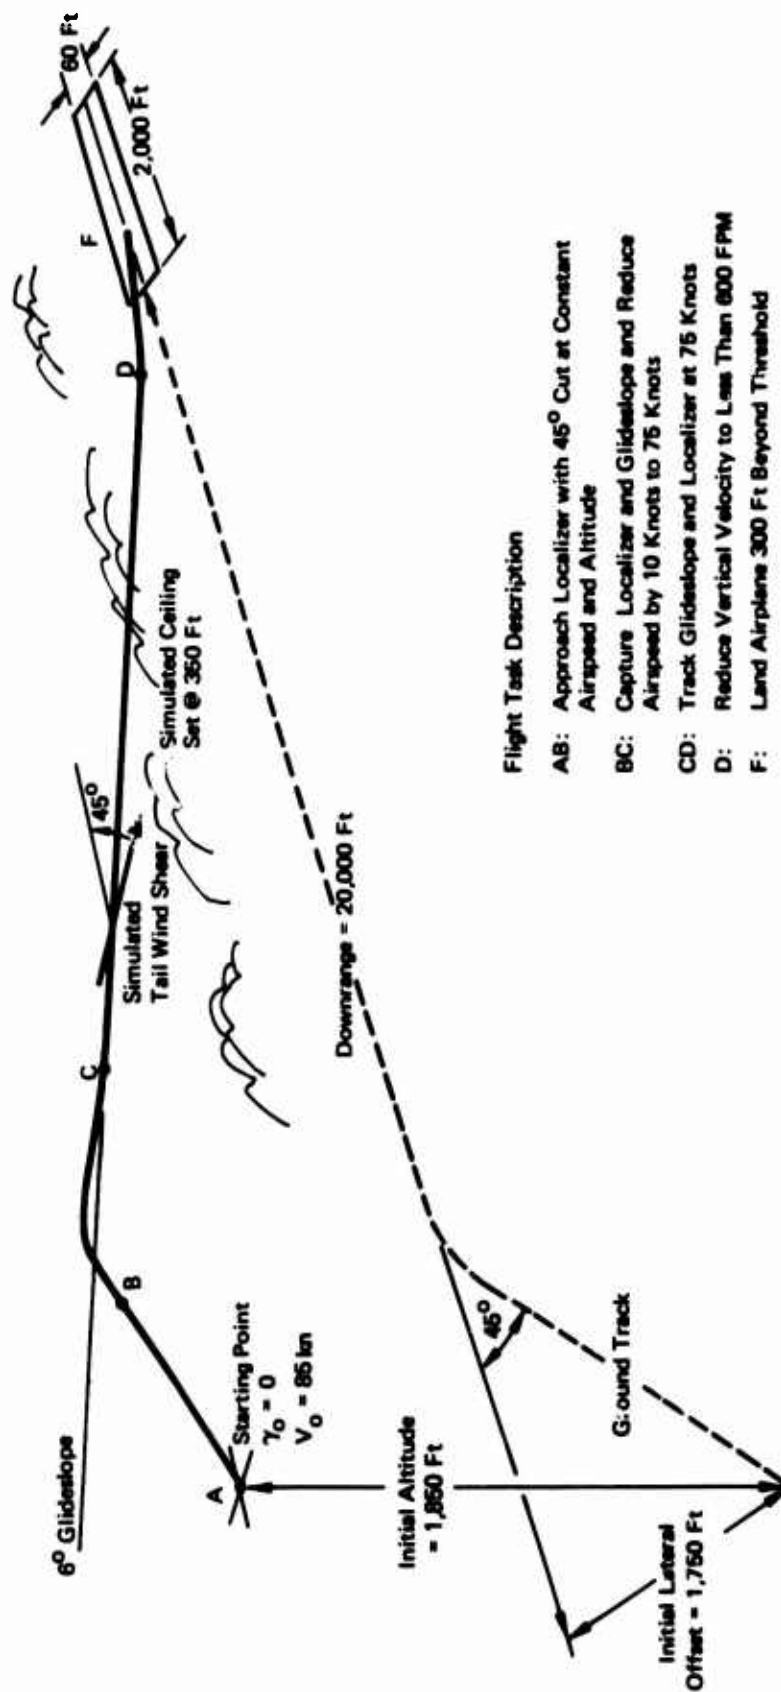 60 Ft
2,000 Ft
F
D
Simulated Ceiling
Set @ 350 Ft
45°
Simulated
Tail Wind Shear
C
6° Glideslope
B
A
Starting Point
γo = 0
Vo = 85 kn
Downrange = 20,000 Ft
Initial Altitude
= 1,850 Ft
45°
Ground Track
Initial Lateral
Offset = 1,750 Ft
Flight Task Description
AB: Approach Localizer with 45° Cut at Constant
Airspeed and Altitude
BC: Capture Localizer and Glideslope and Reduce
Airspeed by 10 Knots to 75 Knots
CD: Track Glideslope and Localizer at 75 Knots
D: Reduce Vertical Velocity to Less Than 600 FPM
F: Land Airplane 300 Ft Beyond Threshold